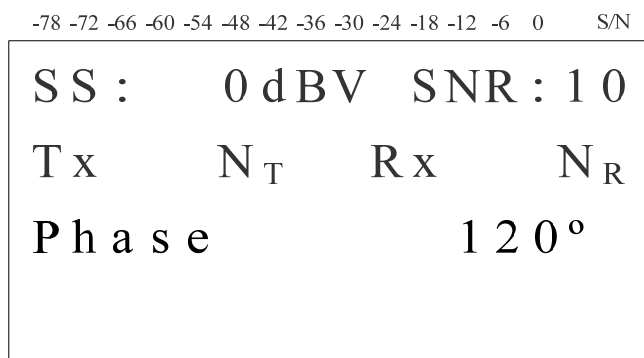 -78 -72 -66 -60 -54 -48 -42 -36 -30 -24 -18 -12 -6 0 S/N
SS: 0dBV SNR:10
Tx N_T Rx N_R
Phase 120º